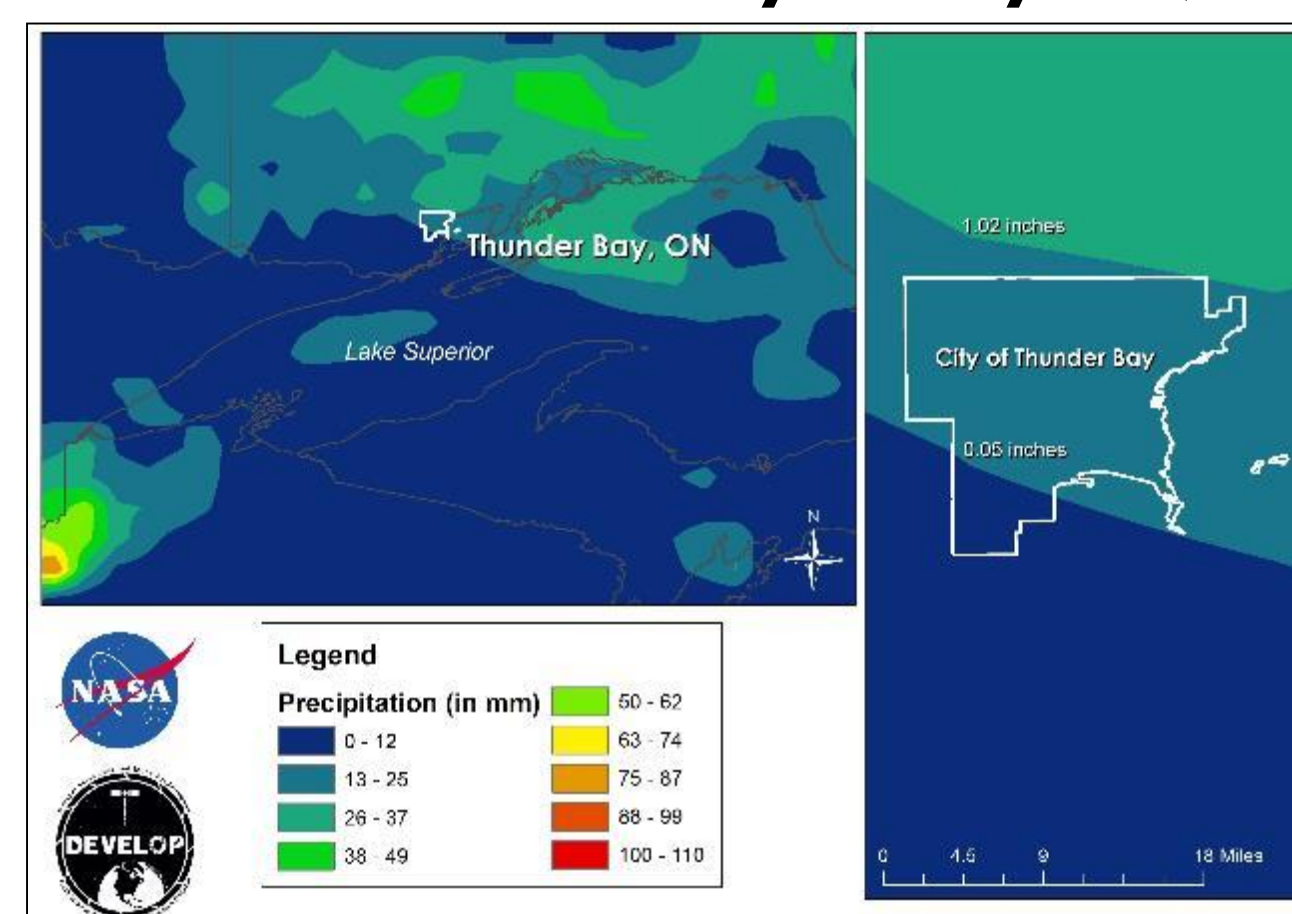 Thunder Bay, ON
Lake Superior
N
1.02 inches
City of Thunder Bay
0.05 inches
0 4.5 9 18 Miles
NASA
DEVELOP
Legend
Precipitation (in mm)
0 - 12
13 - 25
26 - 37
38 - 49
50 - 62
63 - 74
75 - 87
88 - 99
100 - 110